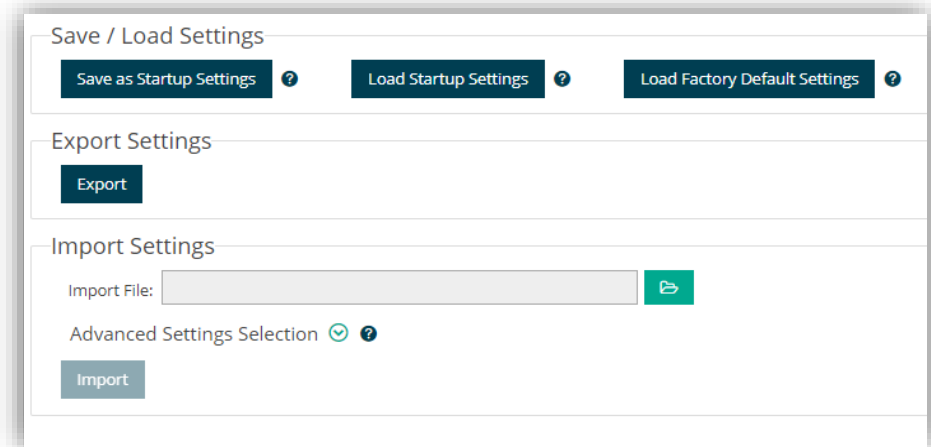 Save / Load Settings
Save as Startup Settings ? Load Startup Settings ? Load Factory Default Settings ?
Export Settings
Export
Import Settings
Import File:
Advanced Settings Selection ?
Import